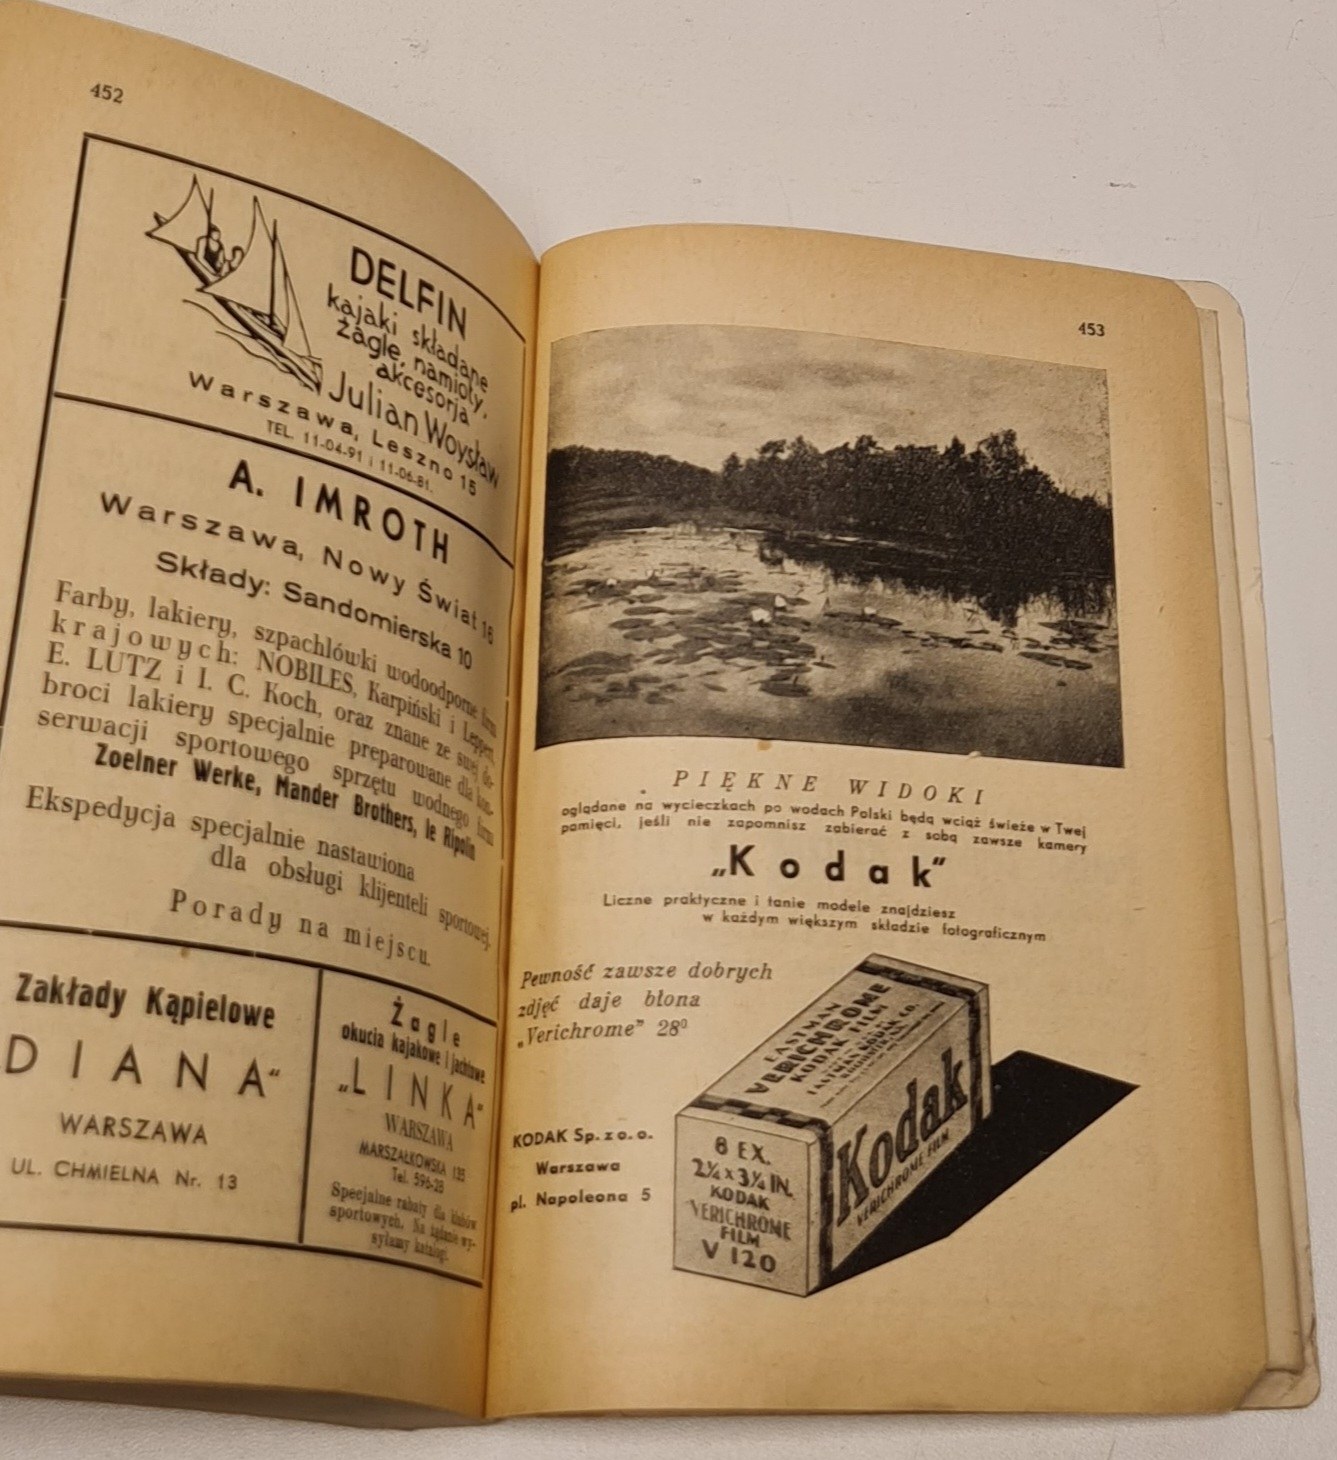 452
DELFIN
kajaki składane
żagle, namioty,
akcesorja
Julian Woysław
Warszawa, Leszno 15
TEL. 11-04-91 i 11-06-81.
A. IMROTH
Warszawa, Nowy Świat 16
Składy: Sandomierska 10
Farby, lakiery, szpachlówki wodoodporne firm
krajowych: NOBILES, Karpiński i Leppert,
E. LUTZ i I. C. Koch, oraz znane ze swej do-
broci lakiery specjalnie preparowane dla kon-
serwacji sportowego sprzętu wodnego firm
Zoelner Werke, Mander Brothers, le Ripolin
Ekspedycja specjalnie nastawiona
dla obsługi klijenteli sportowej.
Porady na miejscu.
Zakłady Kąpielowe
DIANA"
WARSZAWA
UL. CHMIELNA Nr. 13
Żagle
okucia kajakowe i jachtowe
„LINKA"
WARSZAWA
MARSZAŁKOWSKA 135
Tel. 596-28
Specjalne rabaty dla klubów
sportowych. Na żądanie wy-
syłamy katalogi.
453
PIĘKNE WIDOKI
oglądane na wycieczkach po wodach Polski będą wciąż świeże w Twej
pamięci, jeśli nie zapomnisz zabierać z sobą zawsze kamery
„Kodak"
Liczne praktyczne i tanie modele znajdziesz
w każdym większym składzie fotograficznym
Pewność zawsze dobrych
zdjęć daje błona
„Verichrome" 28⁰
KODAK Sp. z o. o.
Warszawa
pl. Napoleona 5
EASTMAN
VERICHROME
KODAK FILM
EASTMAN KODAK CO.
Kodak
VERICHROME FILM
8 EX.
2¼ x 3¼ IN.
KODAK
VERICHROME
FILM
V 120